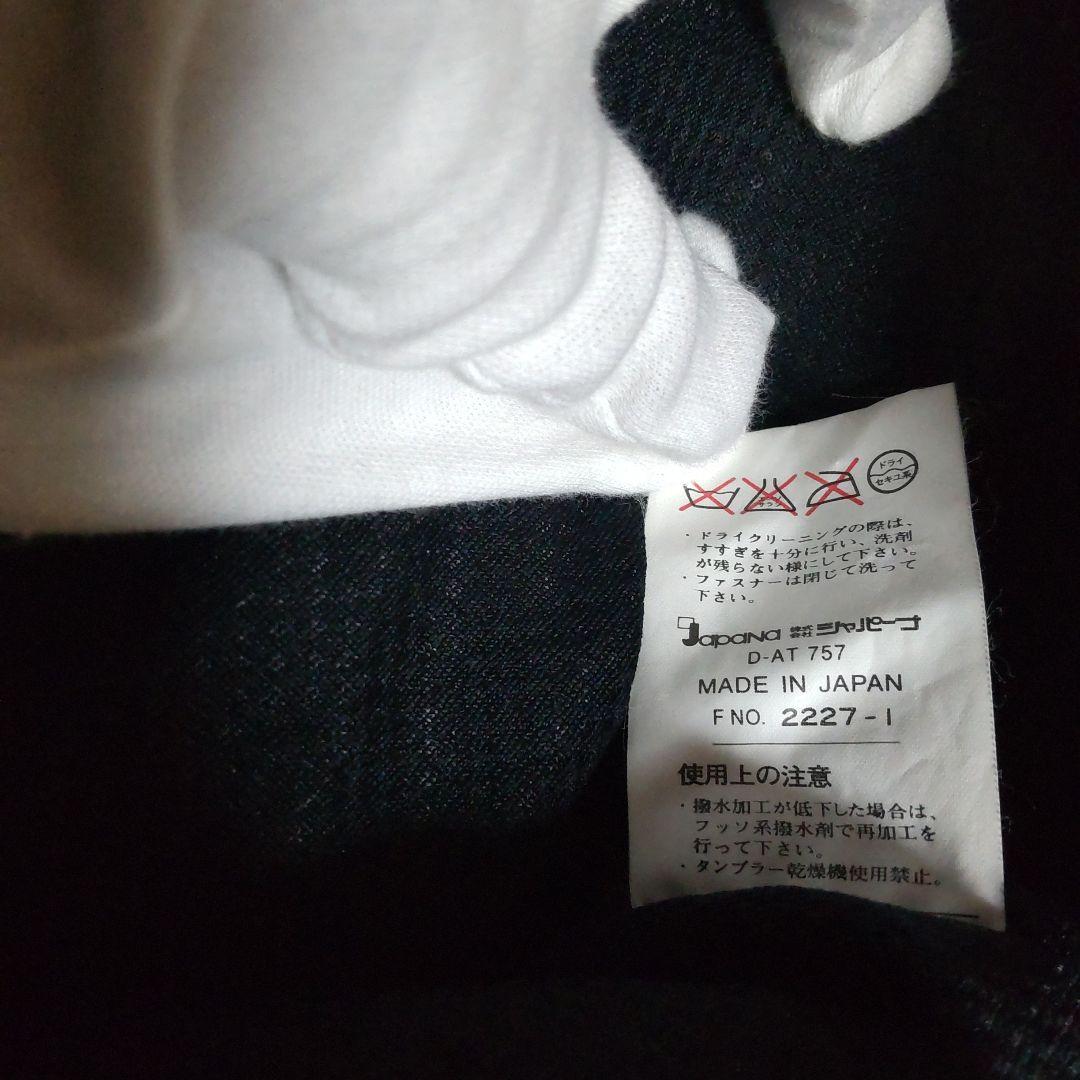 ドライ
セキユ系
・ドライクリーニングの際は、
すすぎを十分に行い、洗剤
が残らない様にして下さい。
・ファスナーは閉じて洗って
下さい。
Japana 株式会社 ジャパーナ
D-AT 757
MADE IN JAPAN
F NO. 2227-1
使用上の注意
・撥水加工が低下した場合は、
フッソ系撥水剤で再加工を
行って下さい。
・タンブラー乾燥機使用禁止。